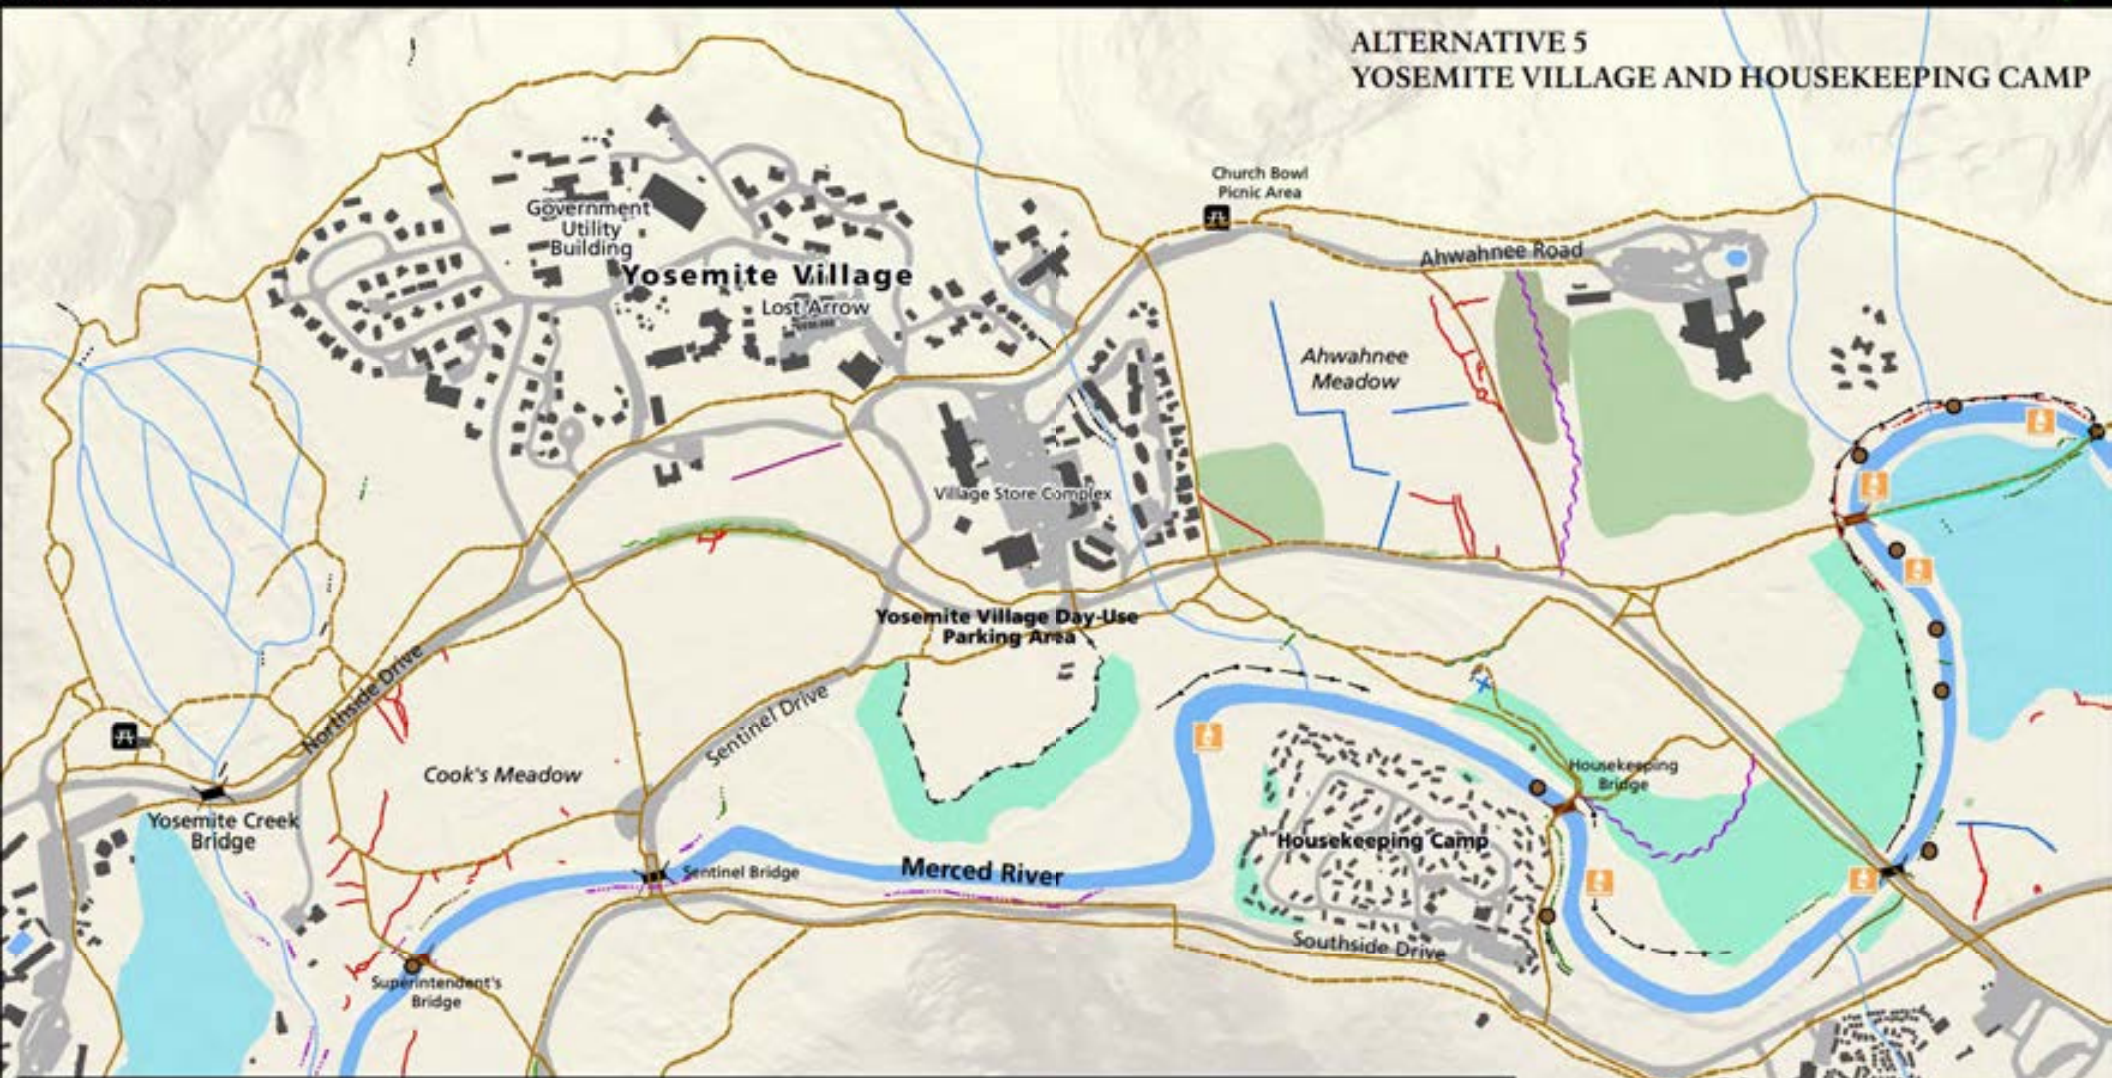 ALTERNATIVE 5
YOSEMITE VILLAGE AND HOUSEKEEPING CAMP
Church Bowl
Picnic Area
Government
Utility
Building
Yosemite Village
Lost Arrow
Ahwahnee Road
Ahwahnee
Meadow
Village Store Complex
Yosemite Village Day-Use
Parking Area
Northside Drive
Sentinel Drive
Cook's Meadow
Housekeeping
Bridge
Yosemite Creek
Bridge
Housekeeping Camp
Sentinel Bridge
Merced River
Southside Drive
Superintendent's
Bridge